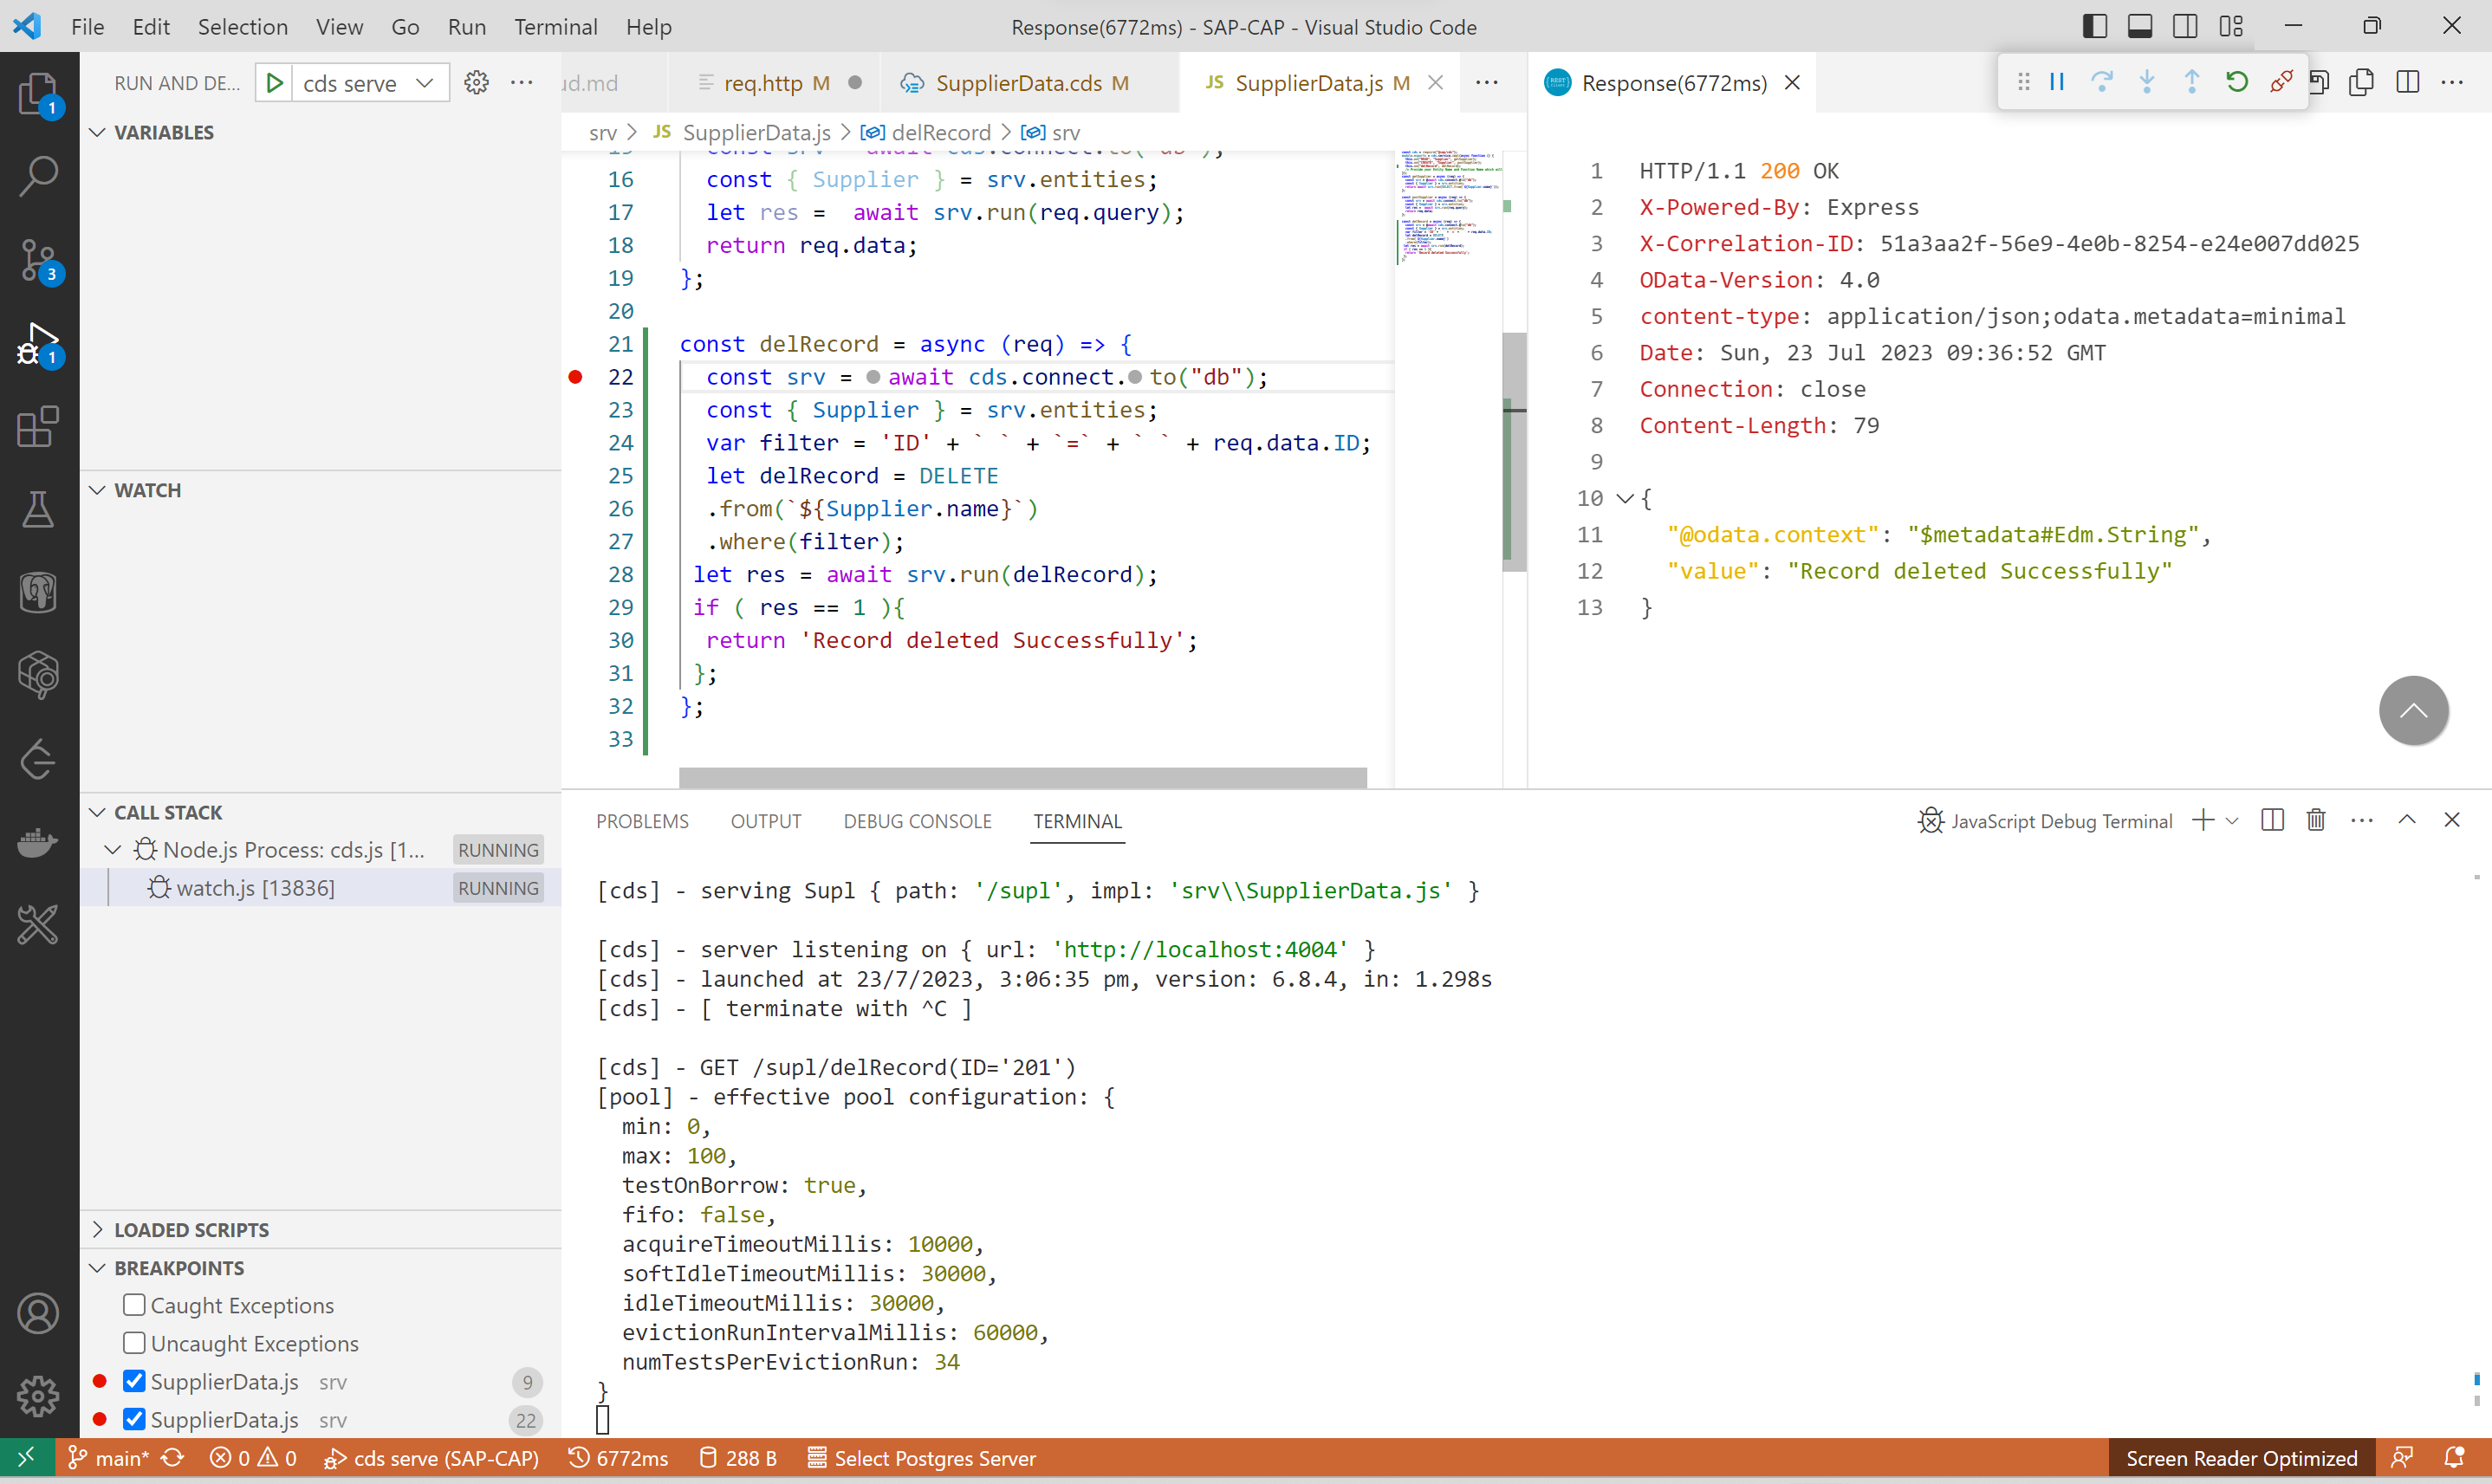 File Edit Selection View Go Run Terminal Help
Response(6772ms) - SAP-CAP - Visual Studio Code
RUN AND DE... cds serve
VARIABLES
WATCH
CALL STACK
Node.js Process: cds.js [1... RUNNING
watch.js [13836] RUNNING
LOADED SCRIPTS
BREAKPOINTS
Caught Exceptions
Uncaught Exceptions
SupplierData.js srv 9
SupplierData.js srv 22
1
3
1
ud.md req.http M SupplierData.cds M JS SupplierData.js M
srv > JS SupplierData.js > delRecord > srv
16 const { Supplier } = srv.entities;
17 let res =  await srv.run(req.query);
18 return req.data;
19 };
20
21 const delRecord = async (req) => {
22 const srv = await cds.connect.to("db");
23 const { Supplier } = srv.entities;
24 var filter = 'ID' + ` ` + `=` + ` ` + req.data.ID;
25 let delRecord = DELETE
26 .from(`${Supplier.name}`)
27 .where(filter);
28 let res = await srv.run(delRecord);
29 if ( res == 1 ){
30 return 'Record deleted Successfully';
31 };
32 };
33
Response(6772ms)
1 HTTP/1.1 200 OK
2 X-Powered-By: Express
3 X-Correlation-ID: 51a3aa2f-56e9-4e0b-8254-e24e007dd025
4 OData-Version: 4.0
5 content-type: application/json;odata.metadata=minimal
6 Date: Sun, 23 Jul 2023 09:36:52 GMT
7 Connection: close
8 Content-Length: 79
9
10 {
11 "@odata.context": "$metadata#Edm.String",
12 "value": "Record deleted Successfully"
13 }
PROBLEMS OUTPUT DEBUG CONSOLE TERMINAL
JavaScript Debug Terminal
[cds] - serving Supl { path: '/supl', impl: 'srv\\SupplierData.js' }
[cds] - server listening on { url: 'http://localhost:4004' }
[cds] - launched at 23/7/2023, 3:06:35 pm, version: 6.8.4, in: 1.298s
[cds] - [ terminate with ^C ]
[cds] - GET /supl/delRecord(ID='201')
[pool] - effective pool configuration: {
min: 0,
max: 100,
testOnBorrow: true,
fifo: false,
acquireTimeoutMillis: 10000,
softIdleTimeoutMillis: 30000,
idleTimeoutMillis: 30000,
evictionRunIntervalMillis: 60000,
numTestsPerEvictionRun: 34
}
main* 0 0 cds serve (SAP-CAP) 6772ms 288 B Select Postgres Server
Screen Reader Optimized